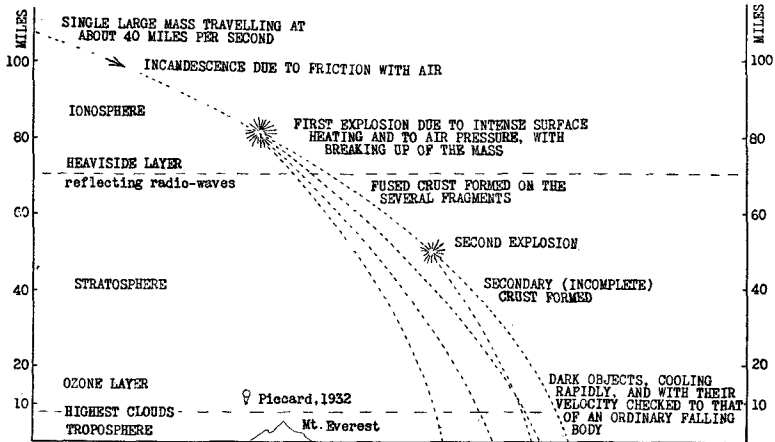 MILES
SINGLE LARGE MASS TRAVELLING AT
ABOUT 40 MILES PER SECOND
MILES
100
INCANDESCENCE DUE TO FRICTION WITH AIR
100
IONOSPHERE
FIRST EXPLOSION DUE TO INTENSE SURFACE
HEATING AND TO AIR PRESSURE, WITH
BREAKING UP OF THE MASS
80
80
HEAVISIDE LAYER
reflecting radio-waves
FUSED CRUST FORMED ON THE
SEVERAL FRAGMENTS
60
60
SECOND EXPLOSION
STRATOSPHERE
SECONDARY (INCOMPLETE)
CRUST FORMED
40
40
20
20
OZONE LAYER
Piccard, 1932
DARK OBJECTS, COOLING
RAPIDLY, AND WITH THEIR
VELOCITY CHECKED TO THAT
OF AN ORDINARY FALLING
BODY
10
10
HIGHEST CLOUDS
TROPOSPHERE
Mt. Everest